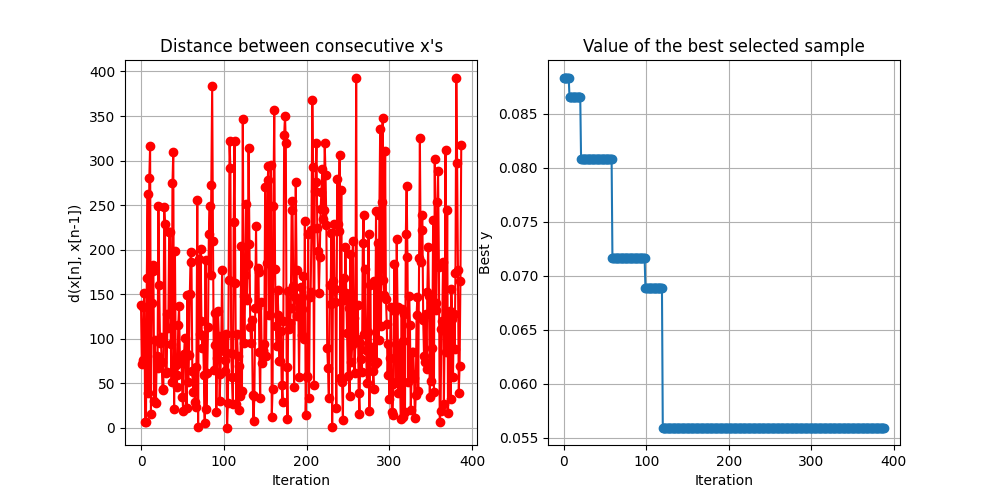 Distance between consecutive x's
d(x[n], x[n-1])
400
350
300
250
200
150
100
50
0
0 100 200 300 400
Iteration
Value of the best selected sample
Best y
0.085
0.080
0.075
0.070
0.065
0.060
0.055
0 100 200 300 400
Iteration